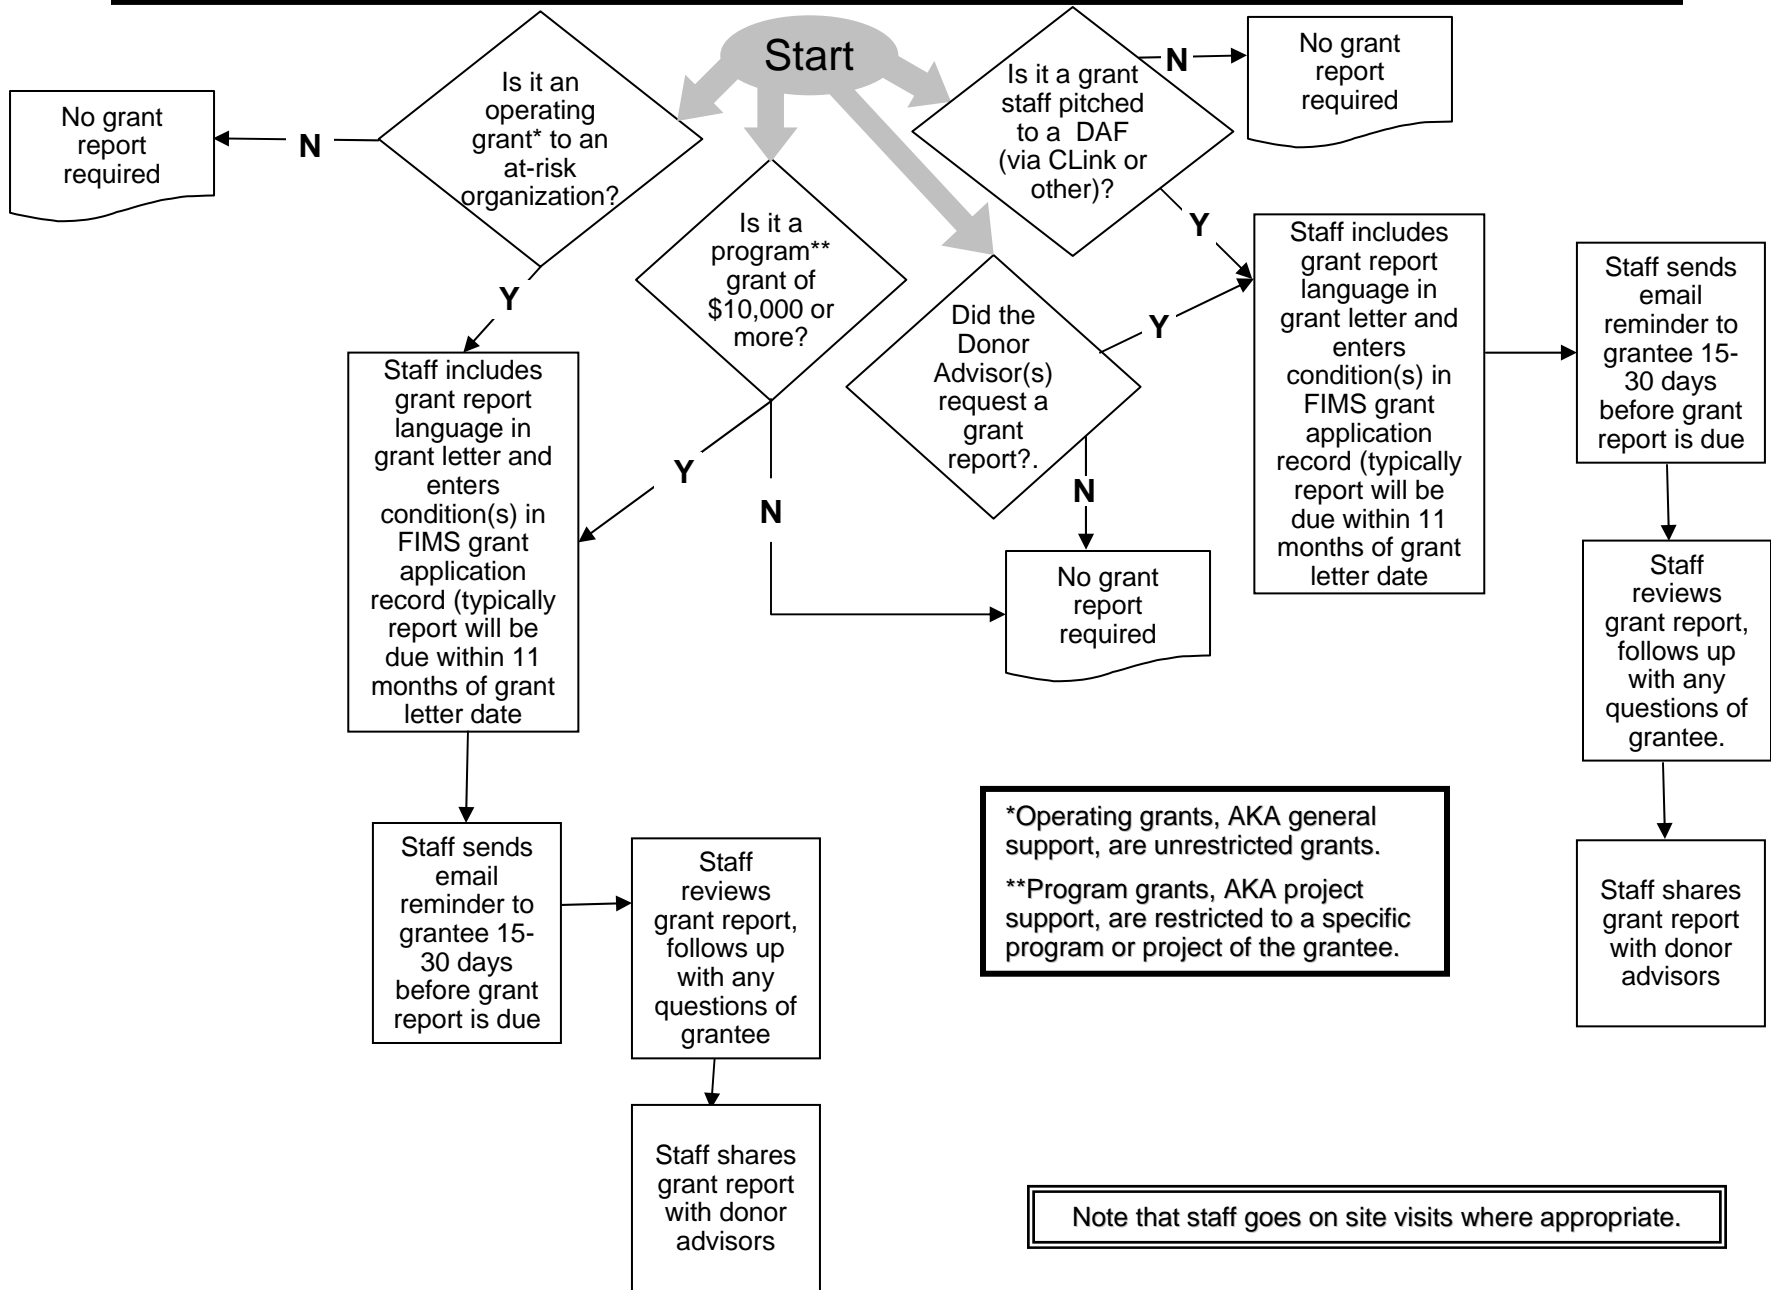 Start
Is it an
operating
grant* to an
at-risk
organization?
N
No grant
report
required
Y
Is it a
program**
grant of
$10,000 or
more?
Y
N
Staff includes
grant report
language in
grant letter and
enters
condition(s) in
FIMS grant
application
record (typically
report will be
due within 11
months of grant
letter date
Staff sends
email
reminder to
grantee 15-
30 days
before grant
report is due
Staff
reviews
grant report,
follows up
with any
questions of
grantee
Staff shares
grant report
with donor
advisors
Did the
Donor
Advisor(s)
request a
grant
report?.
Y
N
No grant
report
required
Is it a grant
staff pitched
to a DAF
(via CLink or
other)?
N
No grant
report
required
Y
Staff includes
grant report
language in
grant letter and
enters
condition(s) in
FIMS grant
application
record (typically
report will be
due within 11
months of grant
letter date
Staff sends
email
reminder to
grantee 15-
30 days
before grant
report is due
Staff
reviews
grant report,
follows up
with any
questions of
grantee.
Staff shares
grant report
with donor
advisors
*Operating grants, AKA general
support, are unrestricted grants.
**Program grants, AKA project
support, are restricted to a specific
program or project of the grantee.
Note that staff goes on site visits where appropriate.